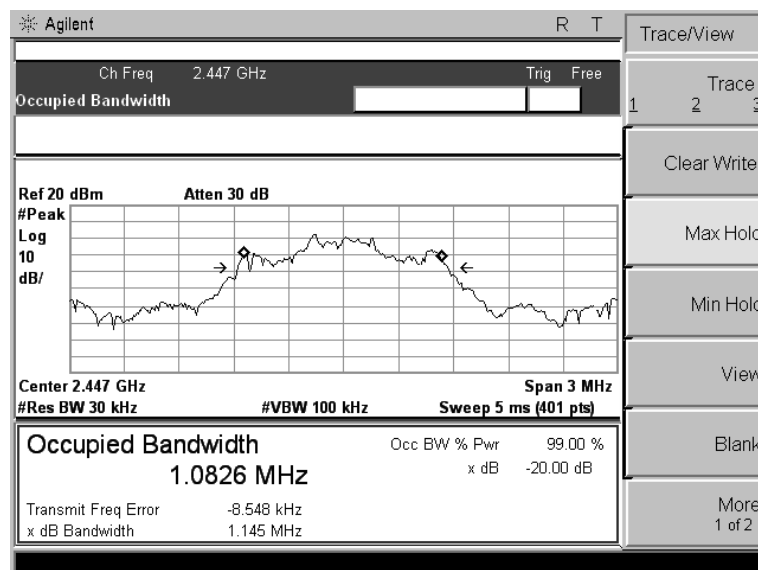 Agilent R T
Ch Freq 2.447 GHz Trig Free
Occupied Bandwidth
Ref 20 dBm Atten 30 dB
#Peak
Log
10
dB/
Center 2.447 GHz Span 3 MHz
#Res BW 30 kHz #VBW 100 kHz Sweep 5 ms (401 pts)
Occupied Bandwidth
1.0826 MHz
Occ BW % Pwr 99.00 %
x dB -20.00 dB
Transmit Freq Error -8.548 kHz
x dB Bandwidth 1.145 MHz
Trace/View
Trace
1 2 3
Clear Write
Max Hold
Min Hold
View
Blank
More
1 of 2